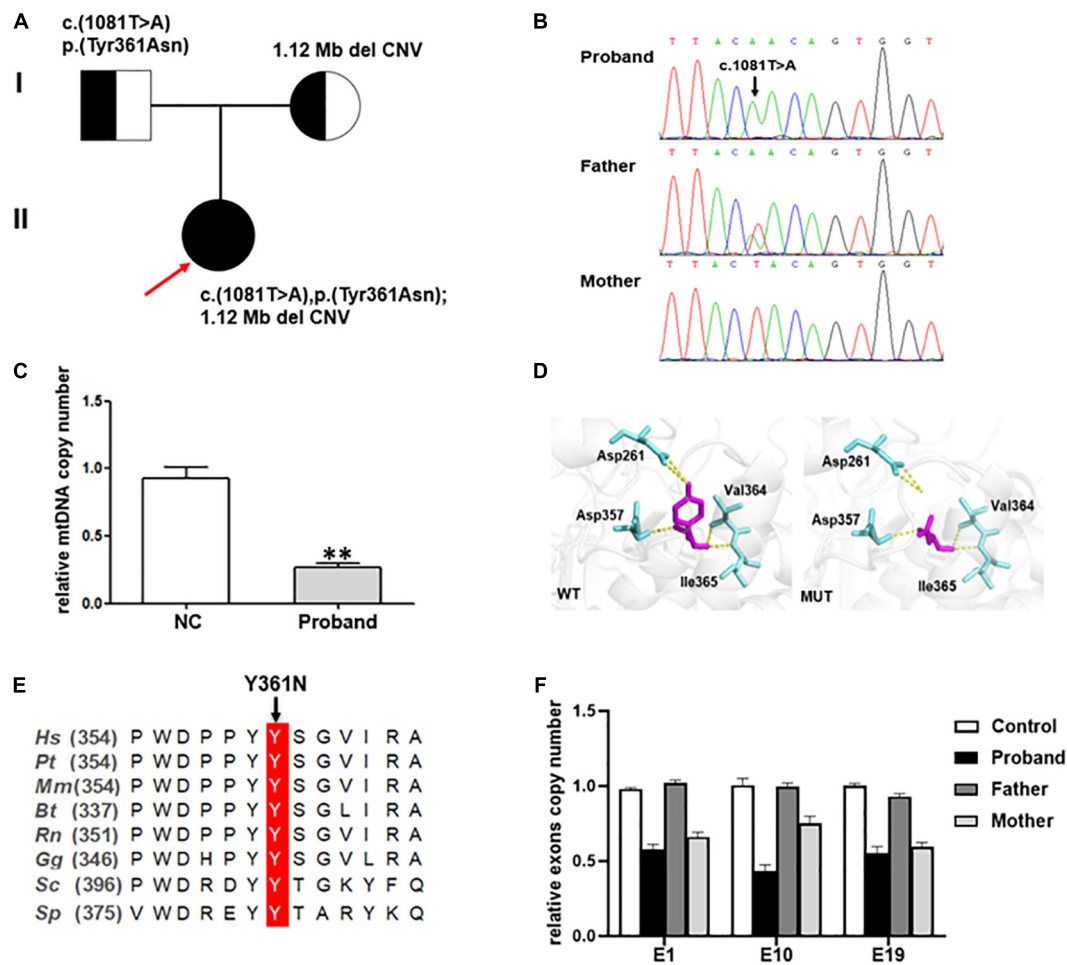 A
c.(1081T>A)
p.(Tyr361Asn)
1.12 Mb del CNV
I
II
c.(1081T>A),p.(Tyr361Asn);
1.12 Mb del CNV
B
Proband
T T A C A A C A G T G G T
c.1081T>A
Father
T T A C A A C A G T G G T
Mother
T T A C T A C A G T G G T
C
relative mtDNA copy number
1.5
1.0
0.5
0.0
**
NC Proband
D
Asp261
Val364
Asp357
Ile365
WT
Asp261
Val364
Asp357
Ile365
MUT
E
Y361N
Hs (354) P W D P P Y Y S G V I R A
Pt (354) P W D P P Y Y S G V I R A
Mm(354) P W D P P Y Y S G V I R A
Bt (337) P W D P P Y Y S G L I R A
Rn (351) P W D P P Y Y S G V I R A
Gg (346) P W D H P Y Y S G V L R A
Sc (396) P W D R D Y Y T G K Y F Q
Sp (375) V W D R E Y Y T A R Y K Q
F
relative exons copy number
1.5
1.0
0.5
0.0
E1 E10 E19
Control
Proband
Father
Mother